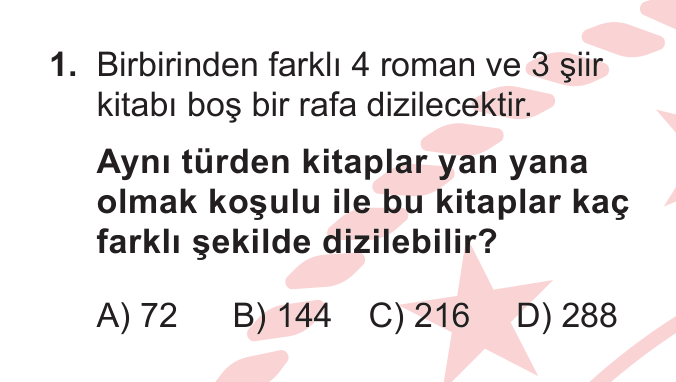 1. Birbirinden farklı 4 roman ve 3 şiir
kitabı boş bir rafa dizilecektir.
Aynı türden kitaplar yan yana
olmak koşulu ile bu kitaplar kaç
farklı şekilde dizilebilir?
A) 72 B) 144 C) 216 D) 288